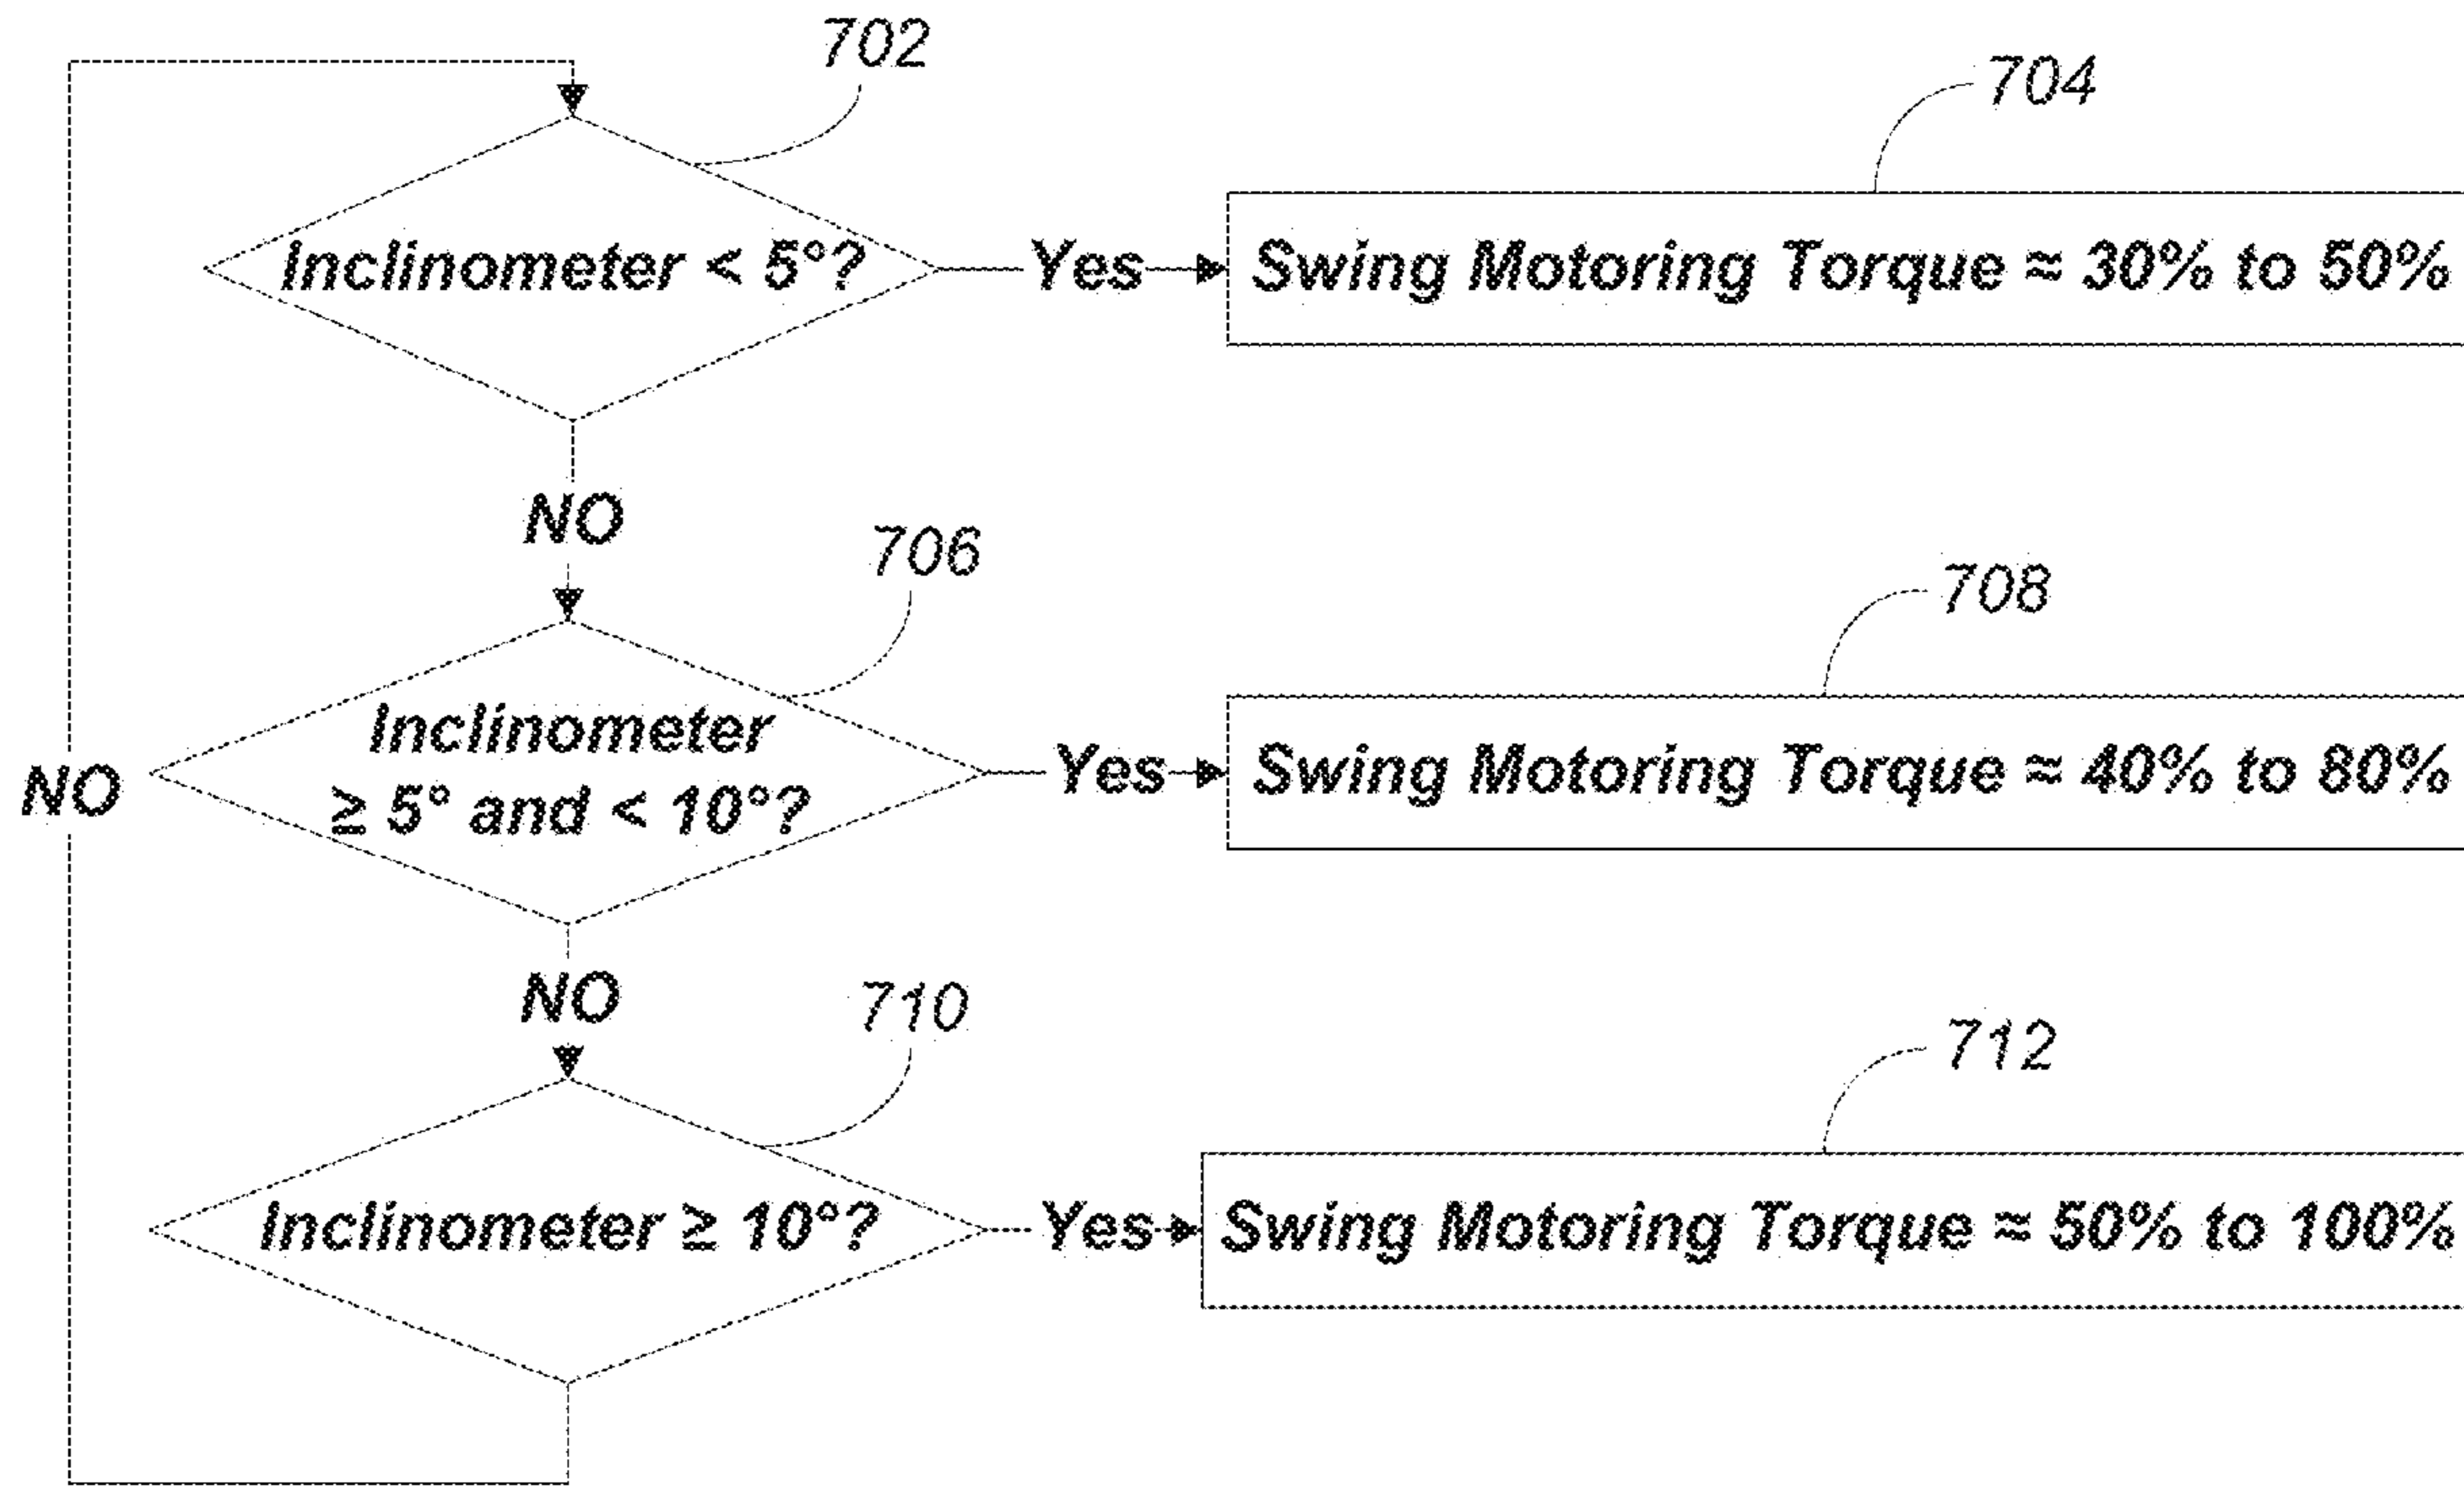 702
704
Inclinometer < 5°?
Yes
Swing Motoring Torque ≈ 30% to 50%
NO
706
708
Inclinometer
≥ 5° and < 10°?
Yes
Swing Motoring Torque ≈ 40% to 80%
NO
NO
710
712
Inclinometer ≥ 10°?
Yes
Swing Motoring Torque ≈ 50% to 100%